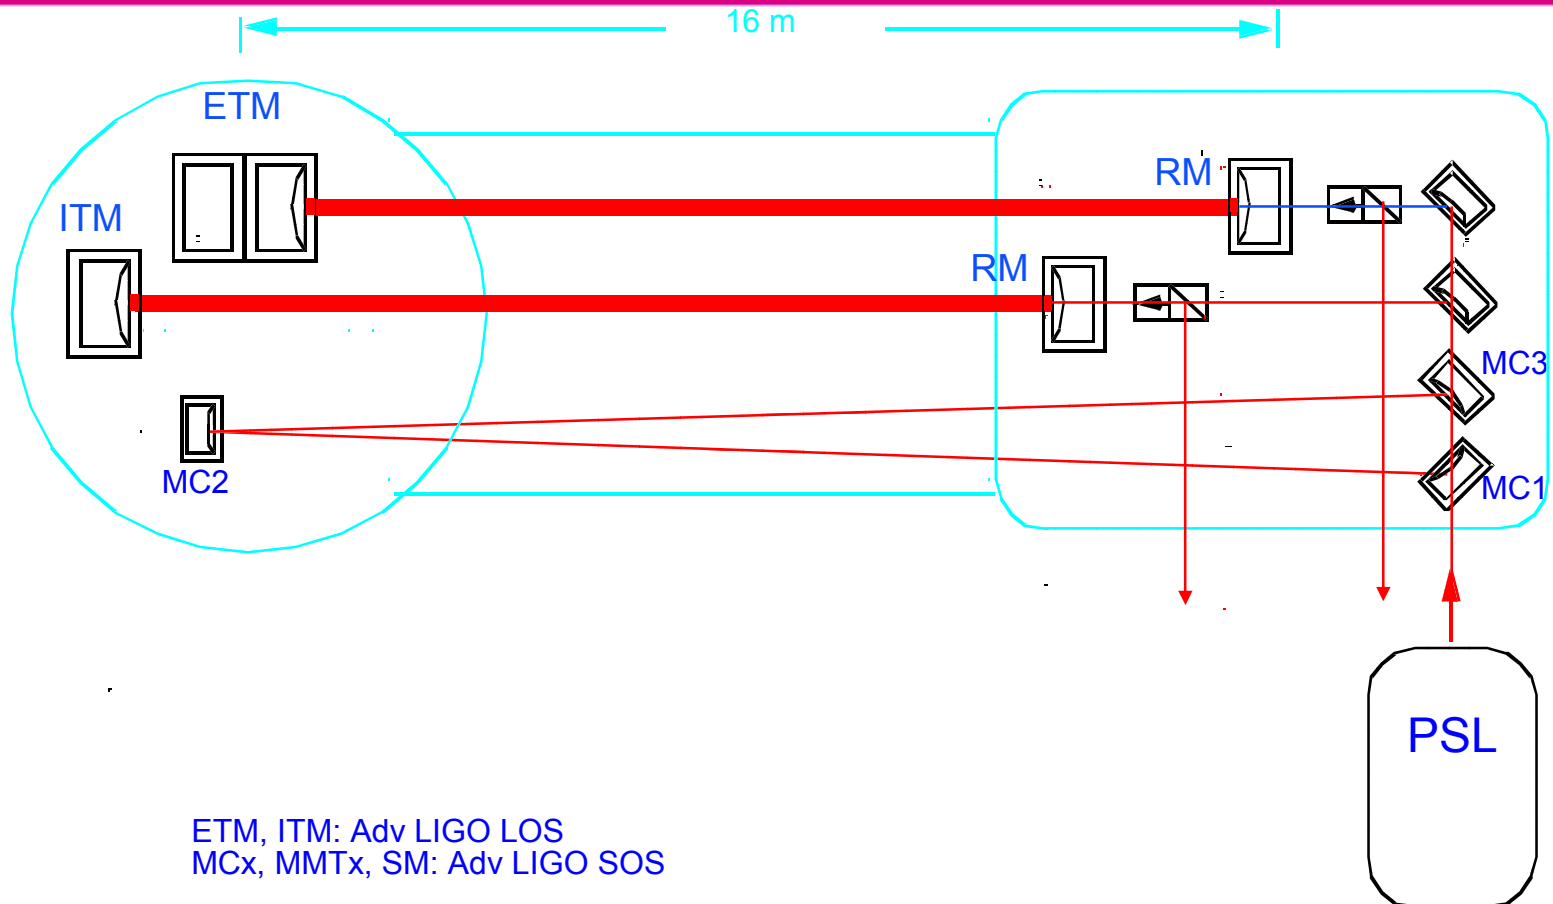 16 m
ETM
RM
ITM
RM
MC3
MC2
MC1
PSL
ETM, ITM: Adv LIGO LOS
MCx, MMTx, SM: Adv LIGO SOS